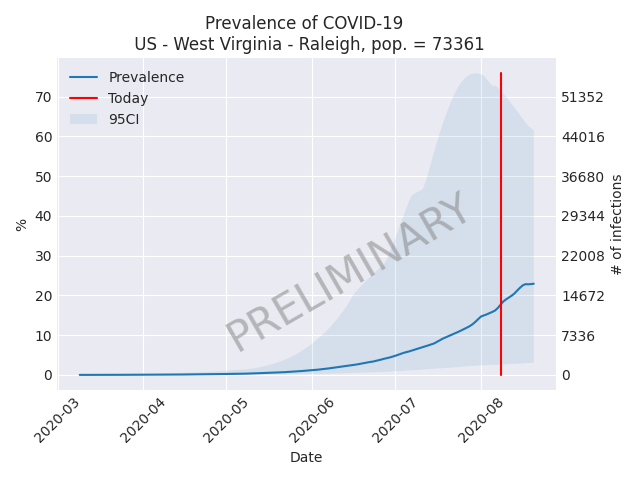 Prevalence of COVID-19
US - West Virginia - Raleigh, pop. = 73361
Prevalence
Today
95CI
PRELIMINARY
%
70
60
50
40
30
20
10
0
51352
44016
36680
29344
22008
14672
7336
0
# of infections
2020-03
2020-04
2020-05
2020-06
2020-07
2020-08
Date